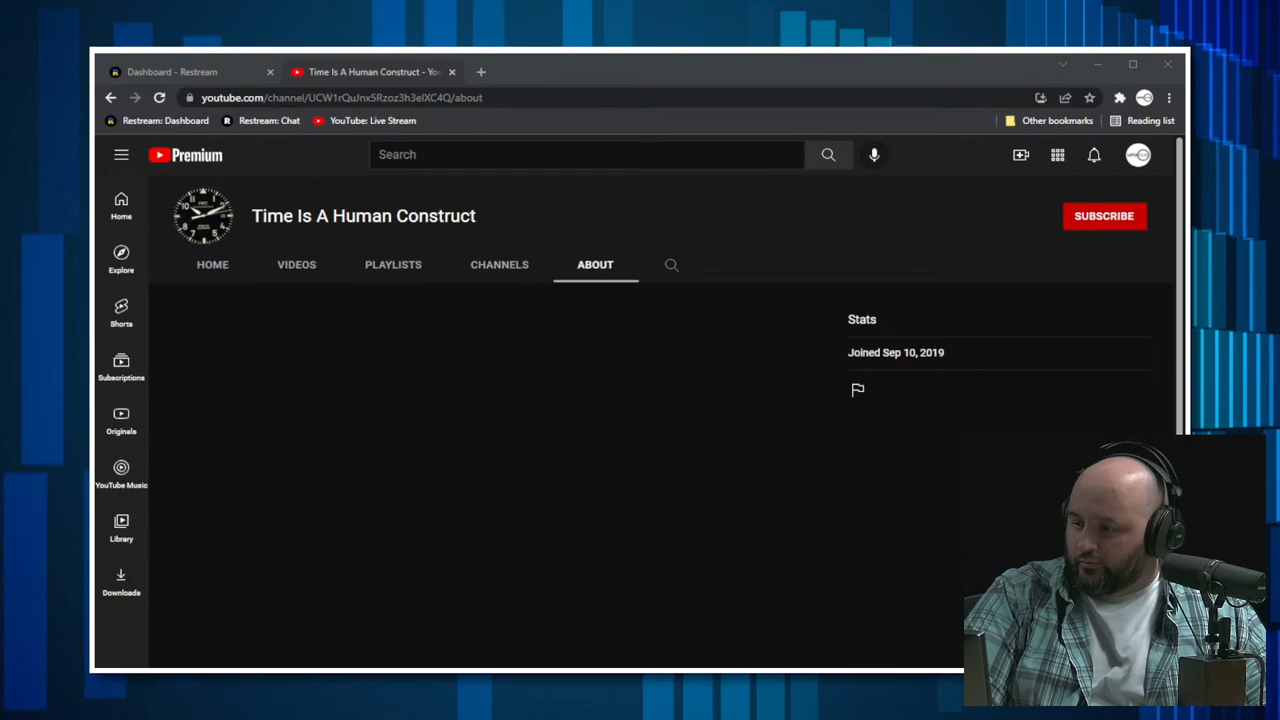 Dashboard - Restream
Time Is A Human Construct - You
youtube.com/channel/UCW1rQuJnx5Rzoz3h3elXC4Q/about
Restream: Dashboard
Restream: Chat
YouTube: Live Stream
Other bookmarks
Reading list
Premium
Search
Time Is A Human Construct
SUBSCRIBE
HOME
VIDEOS
PLAYLISTS
CHANNELS
ABOUT
Home
Explore
Shorts
Subscriptions
Originals
YouTube Music
Library
Downloads
Stats
Joined Sep 10, 2019